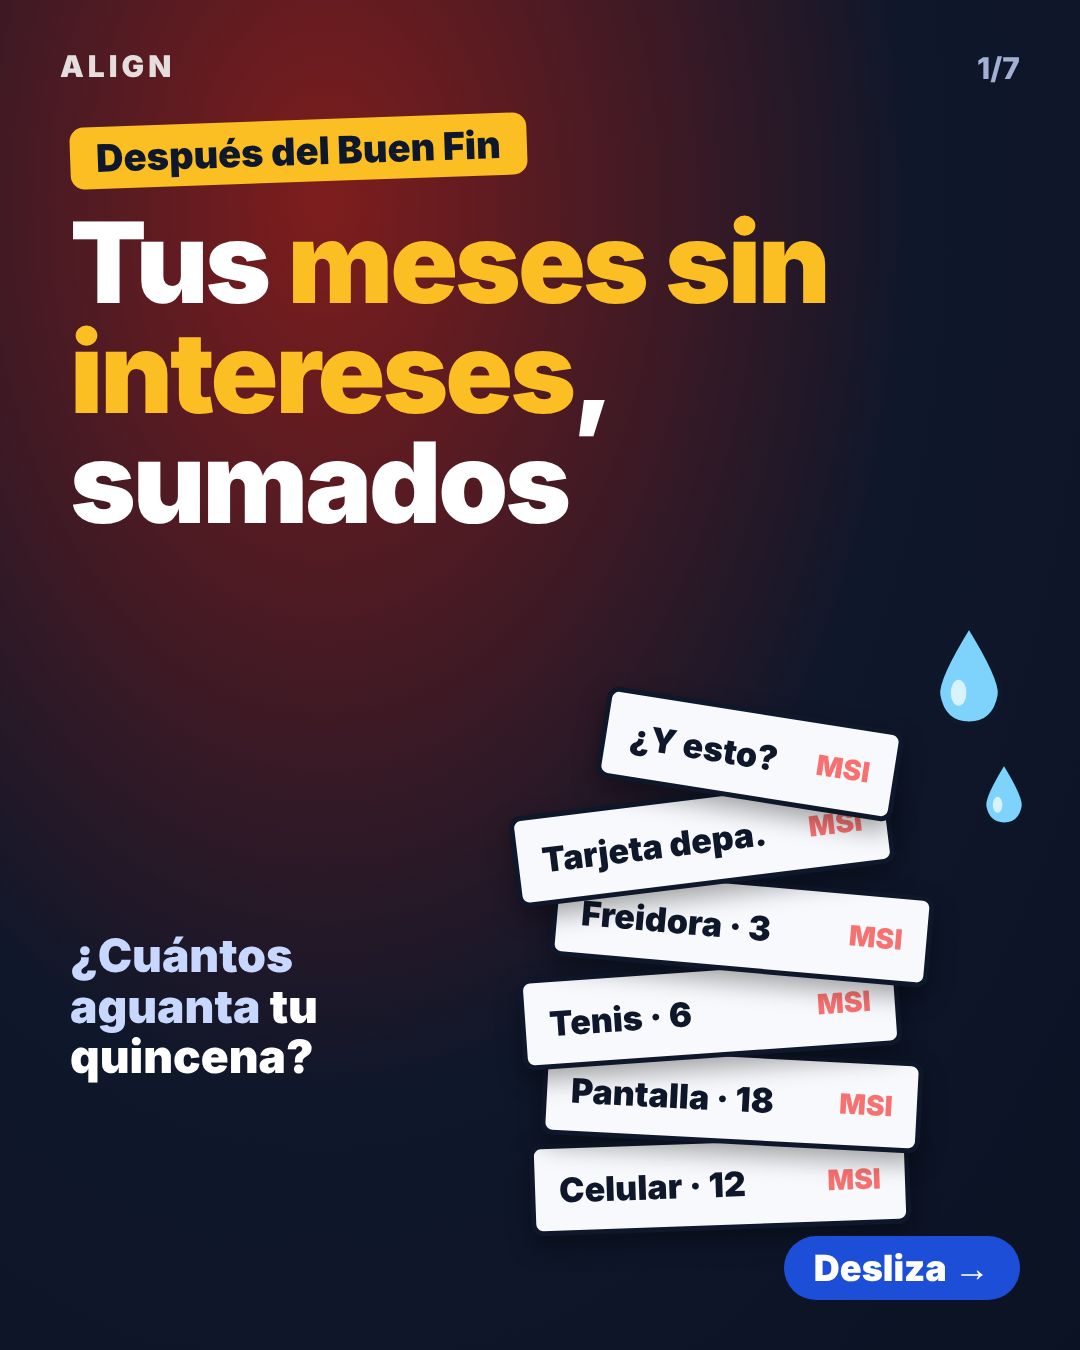 ALIGN
1/7
Después del Buen Fin
Tus meses sin
intereses,
sumados
¿Y esto? MSI
Tarjeta depa. MSI
Freidora · 3 MSI
Tenis · 6 MSI
Pantalla · 18 MSI
Celular · 12 MSI
¿Cuántos
aguanta tu
quincena?
Desliza →